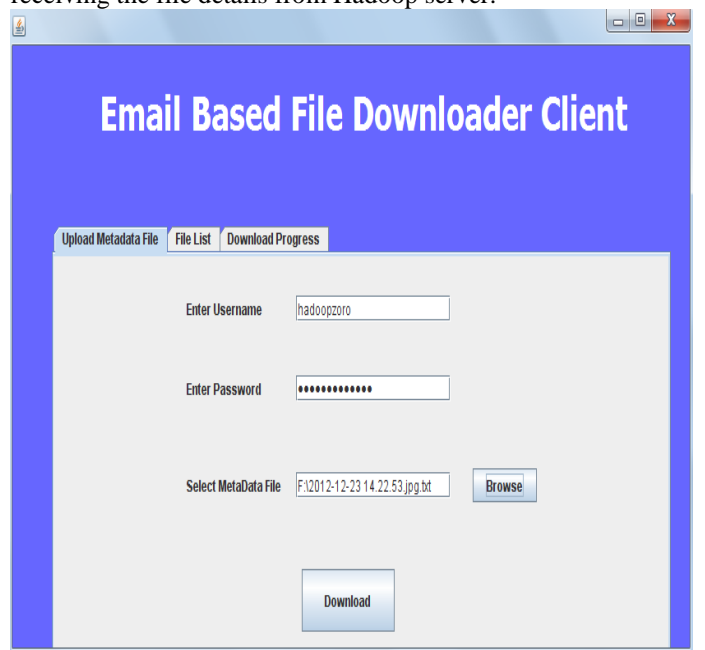 receiving the file details from Hadoop server.
Email Based File Downloader Client
Upload Metadata File File List Download Progress
Enter Username hadoopzoro
Enter Password •••••••••••••
Select MetaData File F:\2012-12-23 14.22.53.jpg.txt Browse
Download